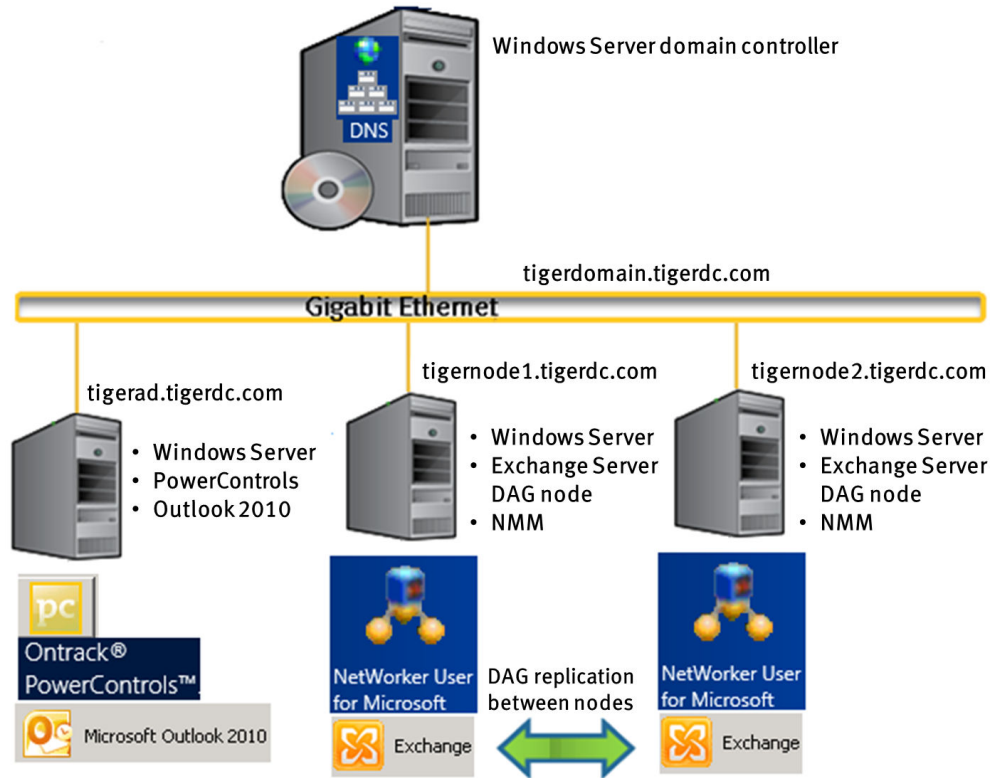 Windows Server domain controller
DNS
tigerdomain.tigerdc.com
Gigabit Ethernet
tigerad.tigerdc.com
• Windows Server
• PowerControls
• Outlook 2010
tigernode1.tigerdc.com
• Windows Server
• Exchange Server
DAG node
• NMM
tigernode2.tigerdc.com
• Windows Server
• Exchange Server
DAG node
• NMM
pc
Ontrack®
PowerControls™
Microsoft Outlook 2010
NetWorker User
for Microsoft
Exchange
DAG replication
between nodes
NetWorker User
for Microsoft
Exchange